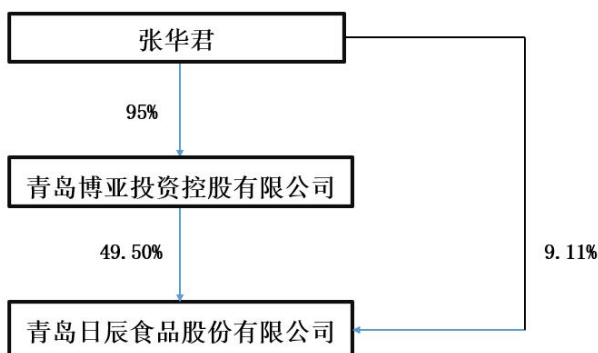 张华君
95%
青岛博亚投资控股有限公司
49.50%
9.11%
青岛日辰食品股份有限公司